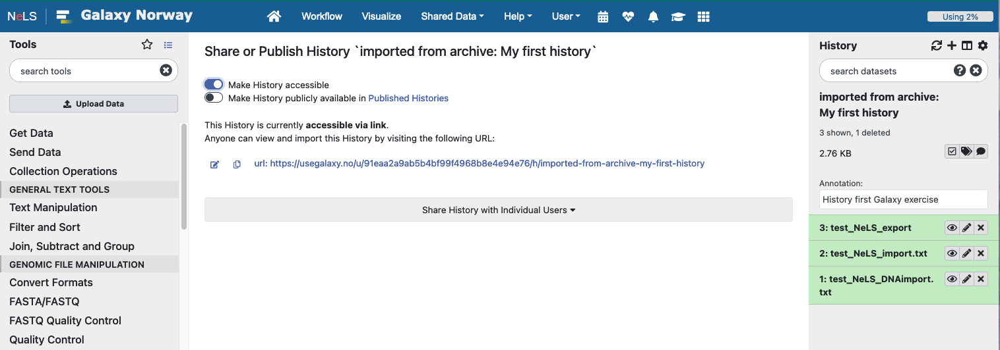 NeLS
Galaxy Norway
Workflow
Visualize
Shared Data
Help
User
Using 2%
Tools
search tools
Upload Data
Get Data
Send Data
Collection Operations
GENERAL TEXT TOOLS
Text Manipulation
Filter and Sort
Join, Subtract and Group
GENOMIC FILE MANIPULATION
Convert Formats
FASTA/FASTQ
FASTQ Quality Control
Quality Control
Share or Publish History `imported from archive: My first history`
Make History accessible
Make History publicly available in Published Histories
This History is currently accessible via link.
Anyone can view and import this History by visiting the following URL:
url: https://usegalaxy.no/u/91eaa2a9ab5b4bf99f4968b8e4e94e76/h/imported-from-archive-my-first-history
Share History with Individual Users
History
search datasets
imported from archive:
My first history
3 shown, 1 deleted
2.76 KB
Annotation:
History first Galaxy exercise
3: test_NeLS_export
2: test_NeLS_import.txt
1: test_NeLS_DNAimport.
txt